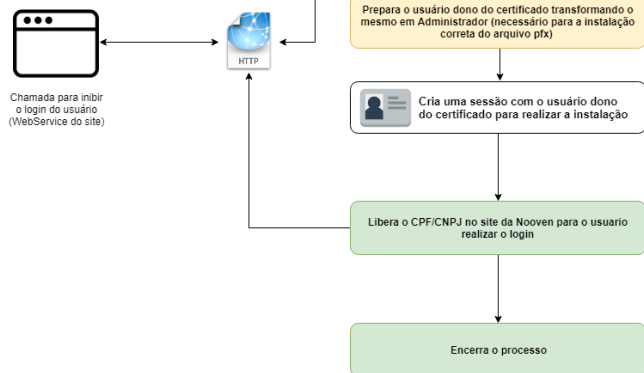 Prepara o usuário dono do certificado transformando o
mesmo em Administrador (necessário para a instalação
correta do arquivo pfx)
HTTP
Chamada para inibir
o login do usuário
(WebService do site)
Cria uma sessão com o usuário dono
do certificado para realizar a instalação
Libera o CPF/CNPJ no site da Nooven para o usuario
realizar o login
Encerra o processo